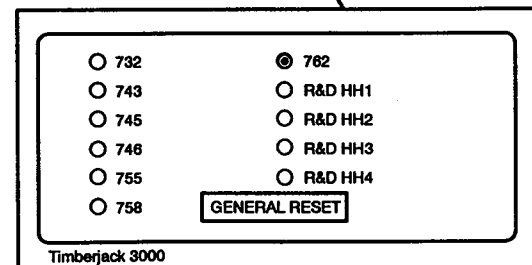 732 762
743 R&D HH1
745 R&D HH2
746 R&D HH3
755 R&D HH4
758 GENERAL RESET
Timberjack 3000